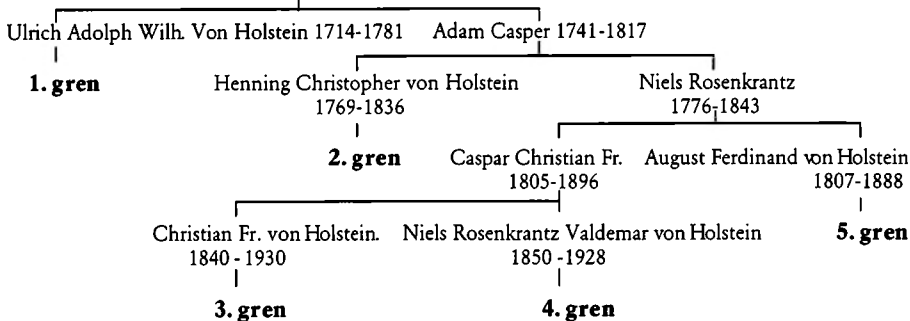 Ulrich Adolph Wilh. Von Holstein 1714-1781 Adam Casper 1741-1817
1. gren Henning Christopher von Holstein Niels Rosenkrantz
1769-1836 1776-1843
2. gren Caspar Christian Fr. August Ferdinand von Holstein
1805-1896 1807-1888
Christian Fr. von Holstein. Niels Rosenkrantz Valdemar von Holstein 5. gren
1840 - 1930 1850 -1928
3. gren 4. gren